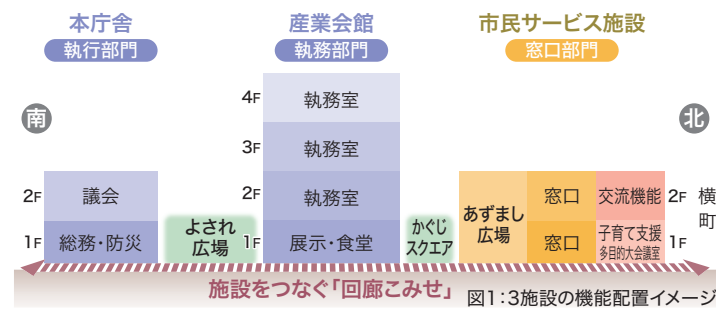 本庁舎
産業会館
市民サービス施設
執行部門
執務部門
窓口部門
南
北
4F 執務室
3F 執務室
2F 議会
2F 執務室
あずまし
広場
窓口
交流機能
2F
横
町
1F 総務・防災
よされ
広場
1F 展示・食堂
かぐじ
スクエア
窓口
子育て支援
多目的大会議室
1F
施設をつなぐ「回廊こみせ」
図1:3施設の機能配置イメージ